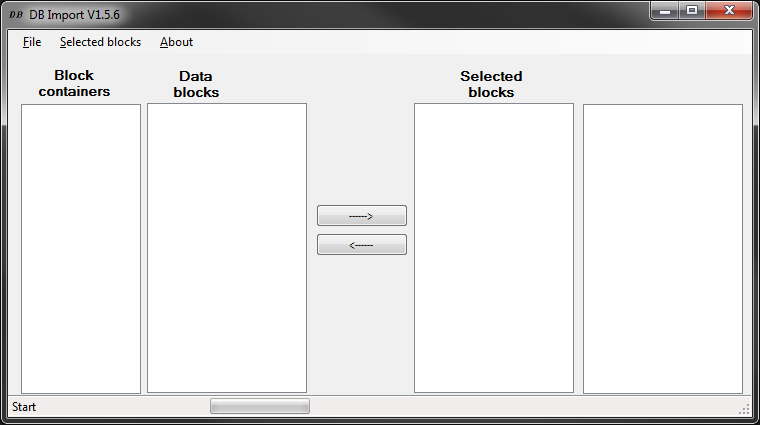 DB DB Import V1.5.6
File Selected blocks About
Block
containers
Data
blocks
Selected
blocks
------>
<------
Start